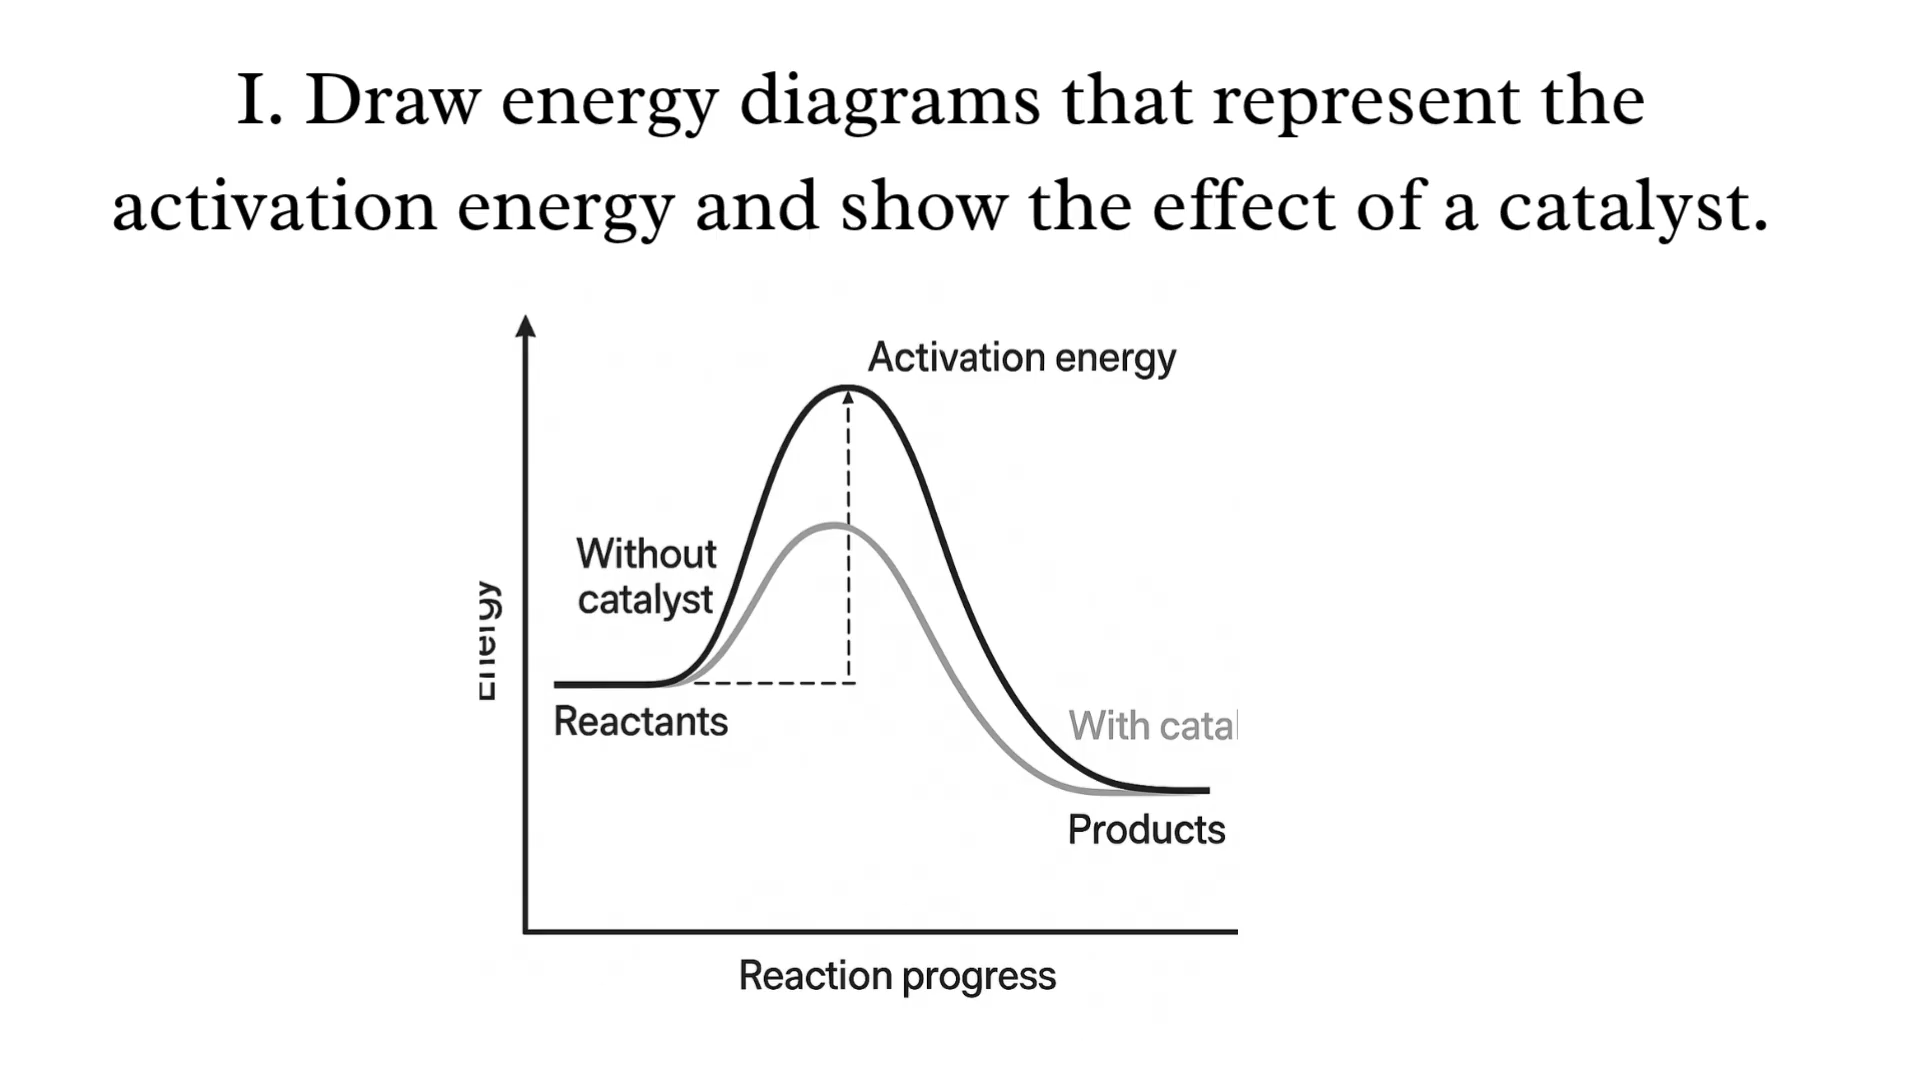 I. Draw energy diagrams that represent the
activation energy and show the effect of a catalyst.
Activation energy
Without
catalyst
Energy
Reactants
With catal
Products
Reaction progress